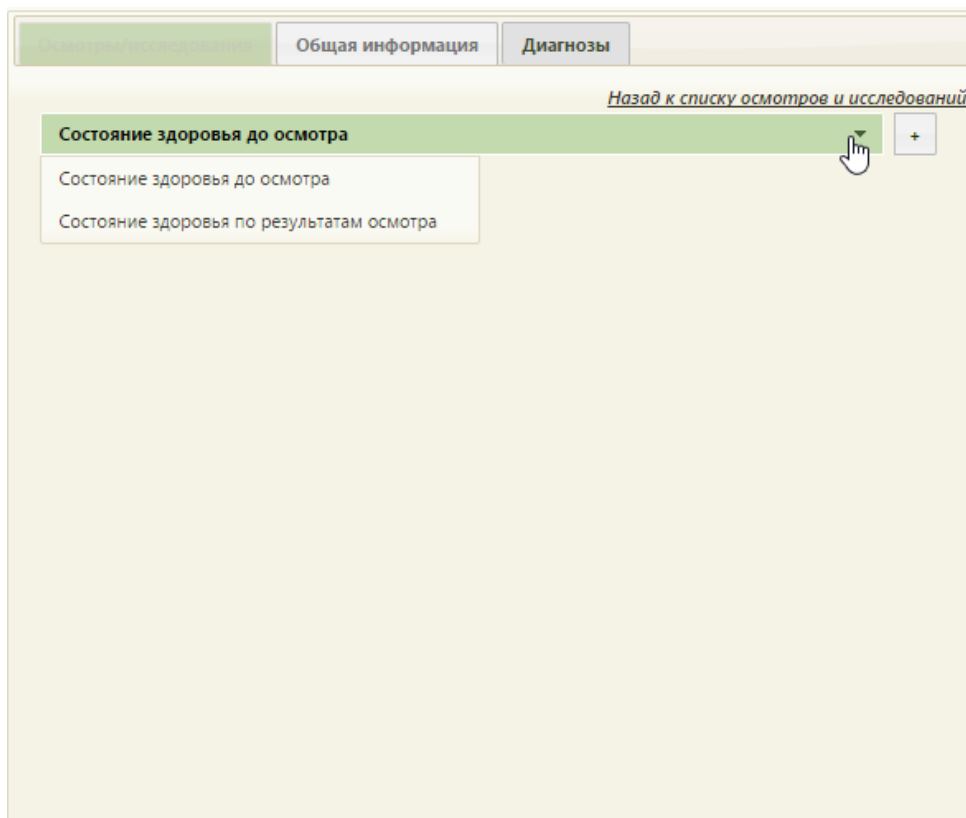 Осмотры/исследования Общая информация Диагнозы
Назад к списку осмотров и исследований
Состояние здоровья до осмотра +
Состояние здоровья до осмотра
Состояние здоровья по результатам осмотра